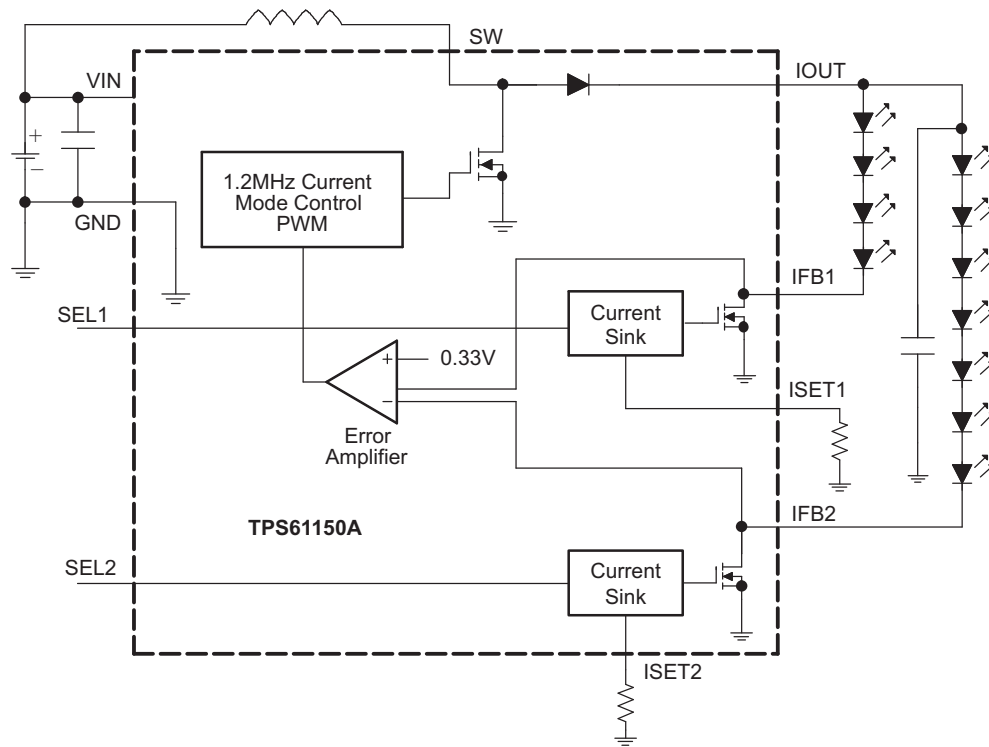 SW
VIN
IOUT
+
−
1.2MHz Current
Mode Control
PWM
GND
IFB1
SEL1
Current
Sink
+
0.33V
−
ISET1
Error
Amplifier
TPS61150A
IFB2
SEL2
Current
Sink
ISET2